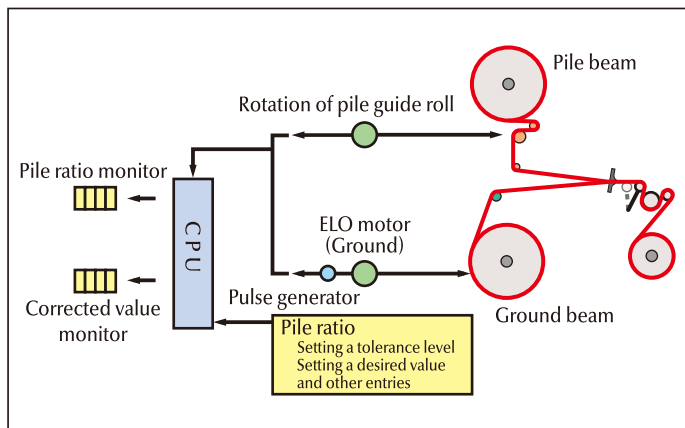 Pile beam
Rotation of pile guide roll
Pile ratio monitor
CPU
ELO motor
(Ground)
Pulse generator
Corrected value
monitor
Ground beam
Pile ratio
Setting a tolerance level
Setting a desired value
and other entries